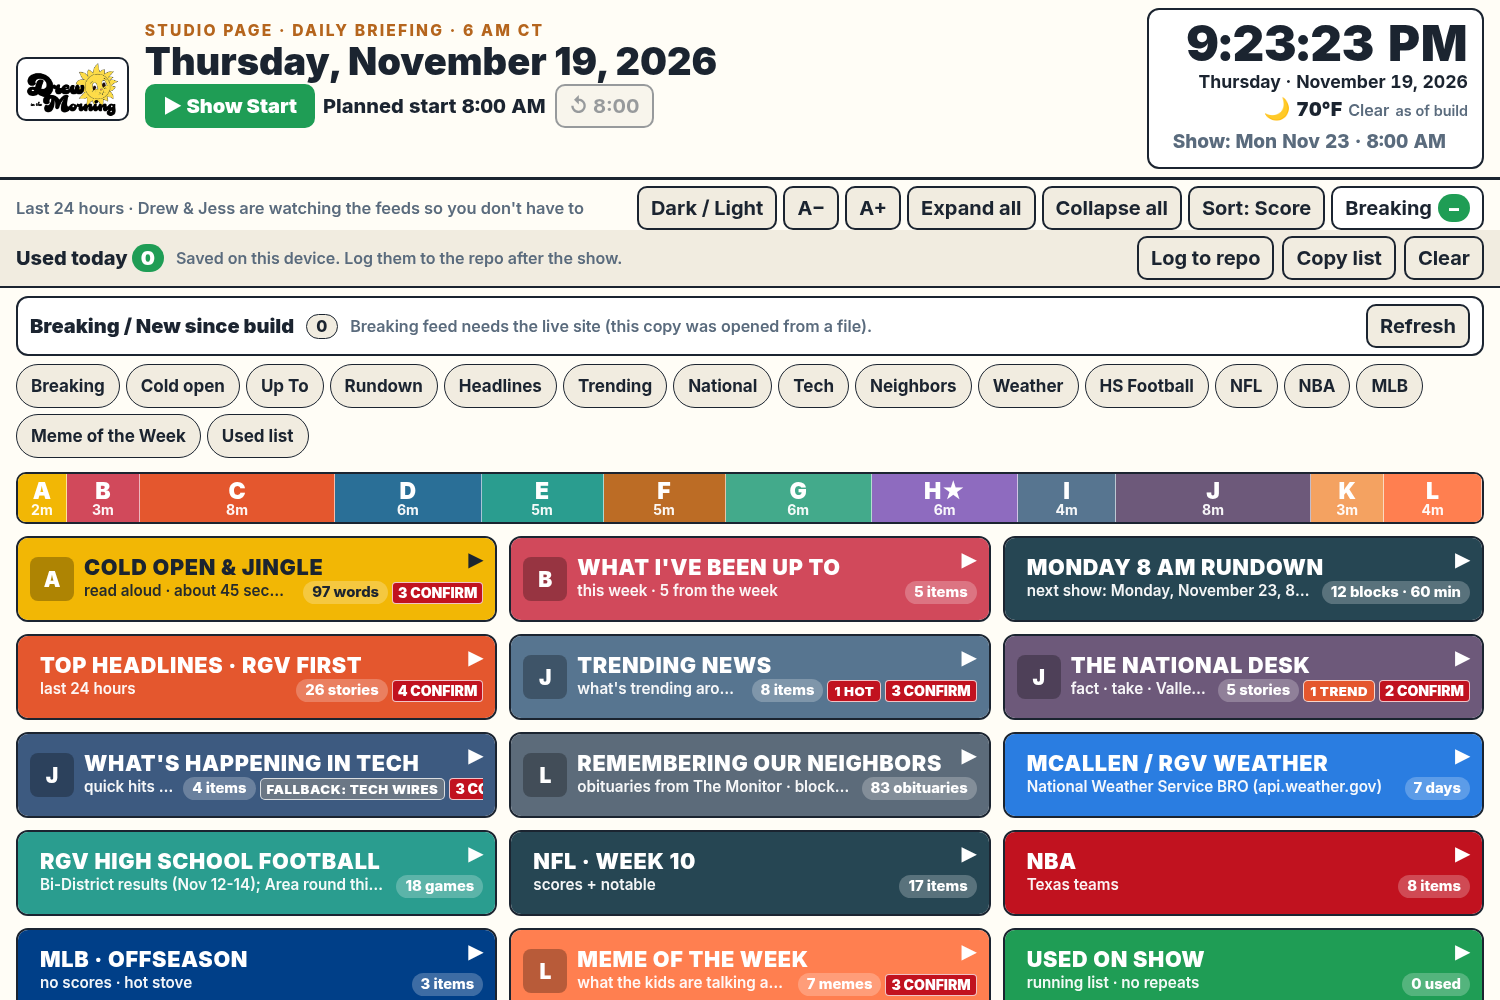 STUDIO PAGE · DAILY BRIEFING · 6 AM CT
Drew in the Morning
Thursday, November 19, 2026
▶ Show Start
Planned start 8:00 AM
↺ 8:00
9:23:23 PM
Thursday · November 19, 2026
🌙 70°F Clear as of build
Show: Mon Nov 23 · 8:00 AM
Last 24 hours · Drew & Jess are watching the feeds so you don't have to
Dark / Light
A−
A+
Expand all
Collapse all
Sort: Score
Breaking –
Used today 0
Saved on this device. Log them to the repo after the show.
Log to repo
Copy list
Clear
Breaking / New since build 0
Breaking feed needs the live site (this copy was opened from a file).
Refresh
Breaking
Cold open
Up To
Rundown
Headlines
Trending
National
Tech
Neighbors
Weather
HS Football
NFL
NBA
MLB
Meme of the Week
Used list
A
2m
B
3m
C
8m
D
6m
E
5m
F
5m
G
6m
H★
6m
I
4m
J
8m
K
3m
L
4m
A
COLD OPEN & JINGLE ▶
read aloud · about 45 sec...
97 words
3 CONFIRM
B
WHAT I'VE BEEN UP TO ▶
this week · 5 from the week
5 items
MONDAY 8 AM RUNDOWN ▶
next show: Monday, November 23, 8...
12 blocks · 60 min
TOP HEADLINES · RGV FIRST ▶
last 24 hours
26 stories
4 CONFIRM
J
TRENDING NEWS ▶
what's trending aro...
8 items
1 HOT
3 CONFIRM
J
THE NATIONAL DESK ▶
fact · take · Valle...
5 stories
1 TREND
2 CONFIRM
J
WHAT'S HAPPENING IN TECH ▶
quick hits ...
4 items
FALLBACK: TECH WIRES
3 CO
L
REMEMBERING OUR NEIGHBORS ▶
obituaries from The Monitor · block...
83 obituaries
MCALLEN / RGV WEATHER ▶
National Weather Service BRO (api.weather.gov)
7 days
RGV HIGH SCHOOL FOOTBALL ▶
Bi-District results (Nov 12-14); Area round thi...
18 games
NFL · WEEK 10 ▶
scores + notable
17 items
NBA ▶
Texas teams
8 items
MLB · OFFSEASON ▶
no scores · hot stove
3 items
L
MEME OF THE WEEK ▶
what the kids are talking a...
7 memes
3 CONFIRM
USED ON SHOW ▶
running list · no repeats
0 used